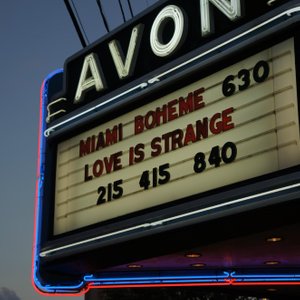 AVON
MIAMI BOHEME 630
LOVE IS STRANGE
215 415 840